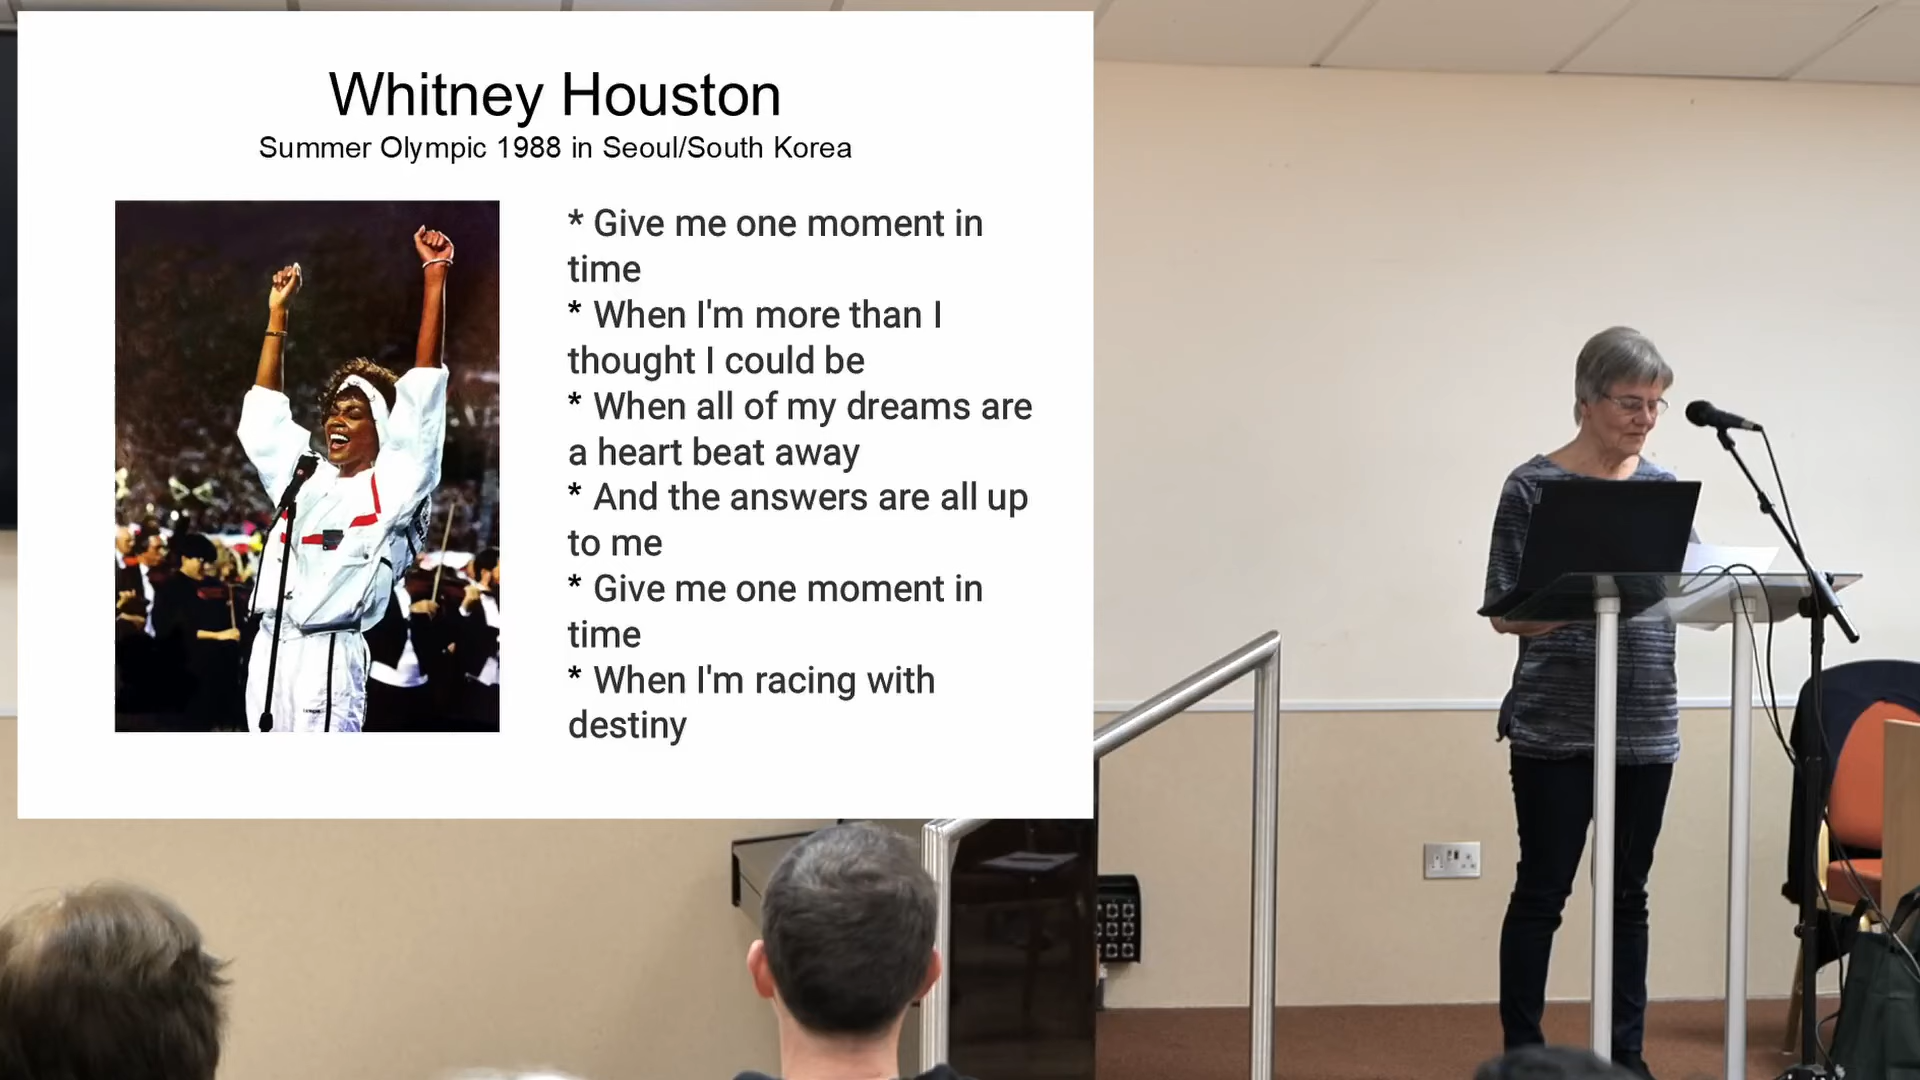 Whitney Houston
Summer Olympic 1988 in Seoul/South Korea
* Give me one moment in
time
* When I'm more than I
thought I could be
* When all of my dreams are
a heart beat away
* And the answers are all up
to me
* Give me one moment in
time
* When I'm racing with
destiny